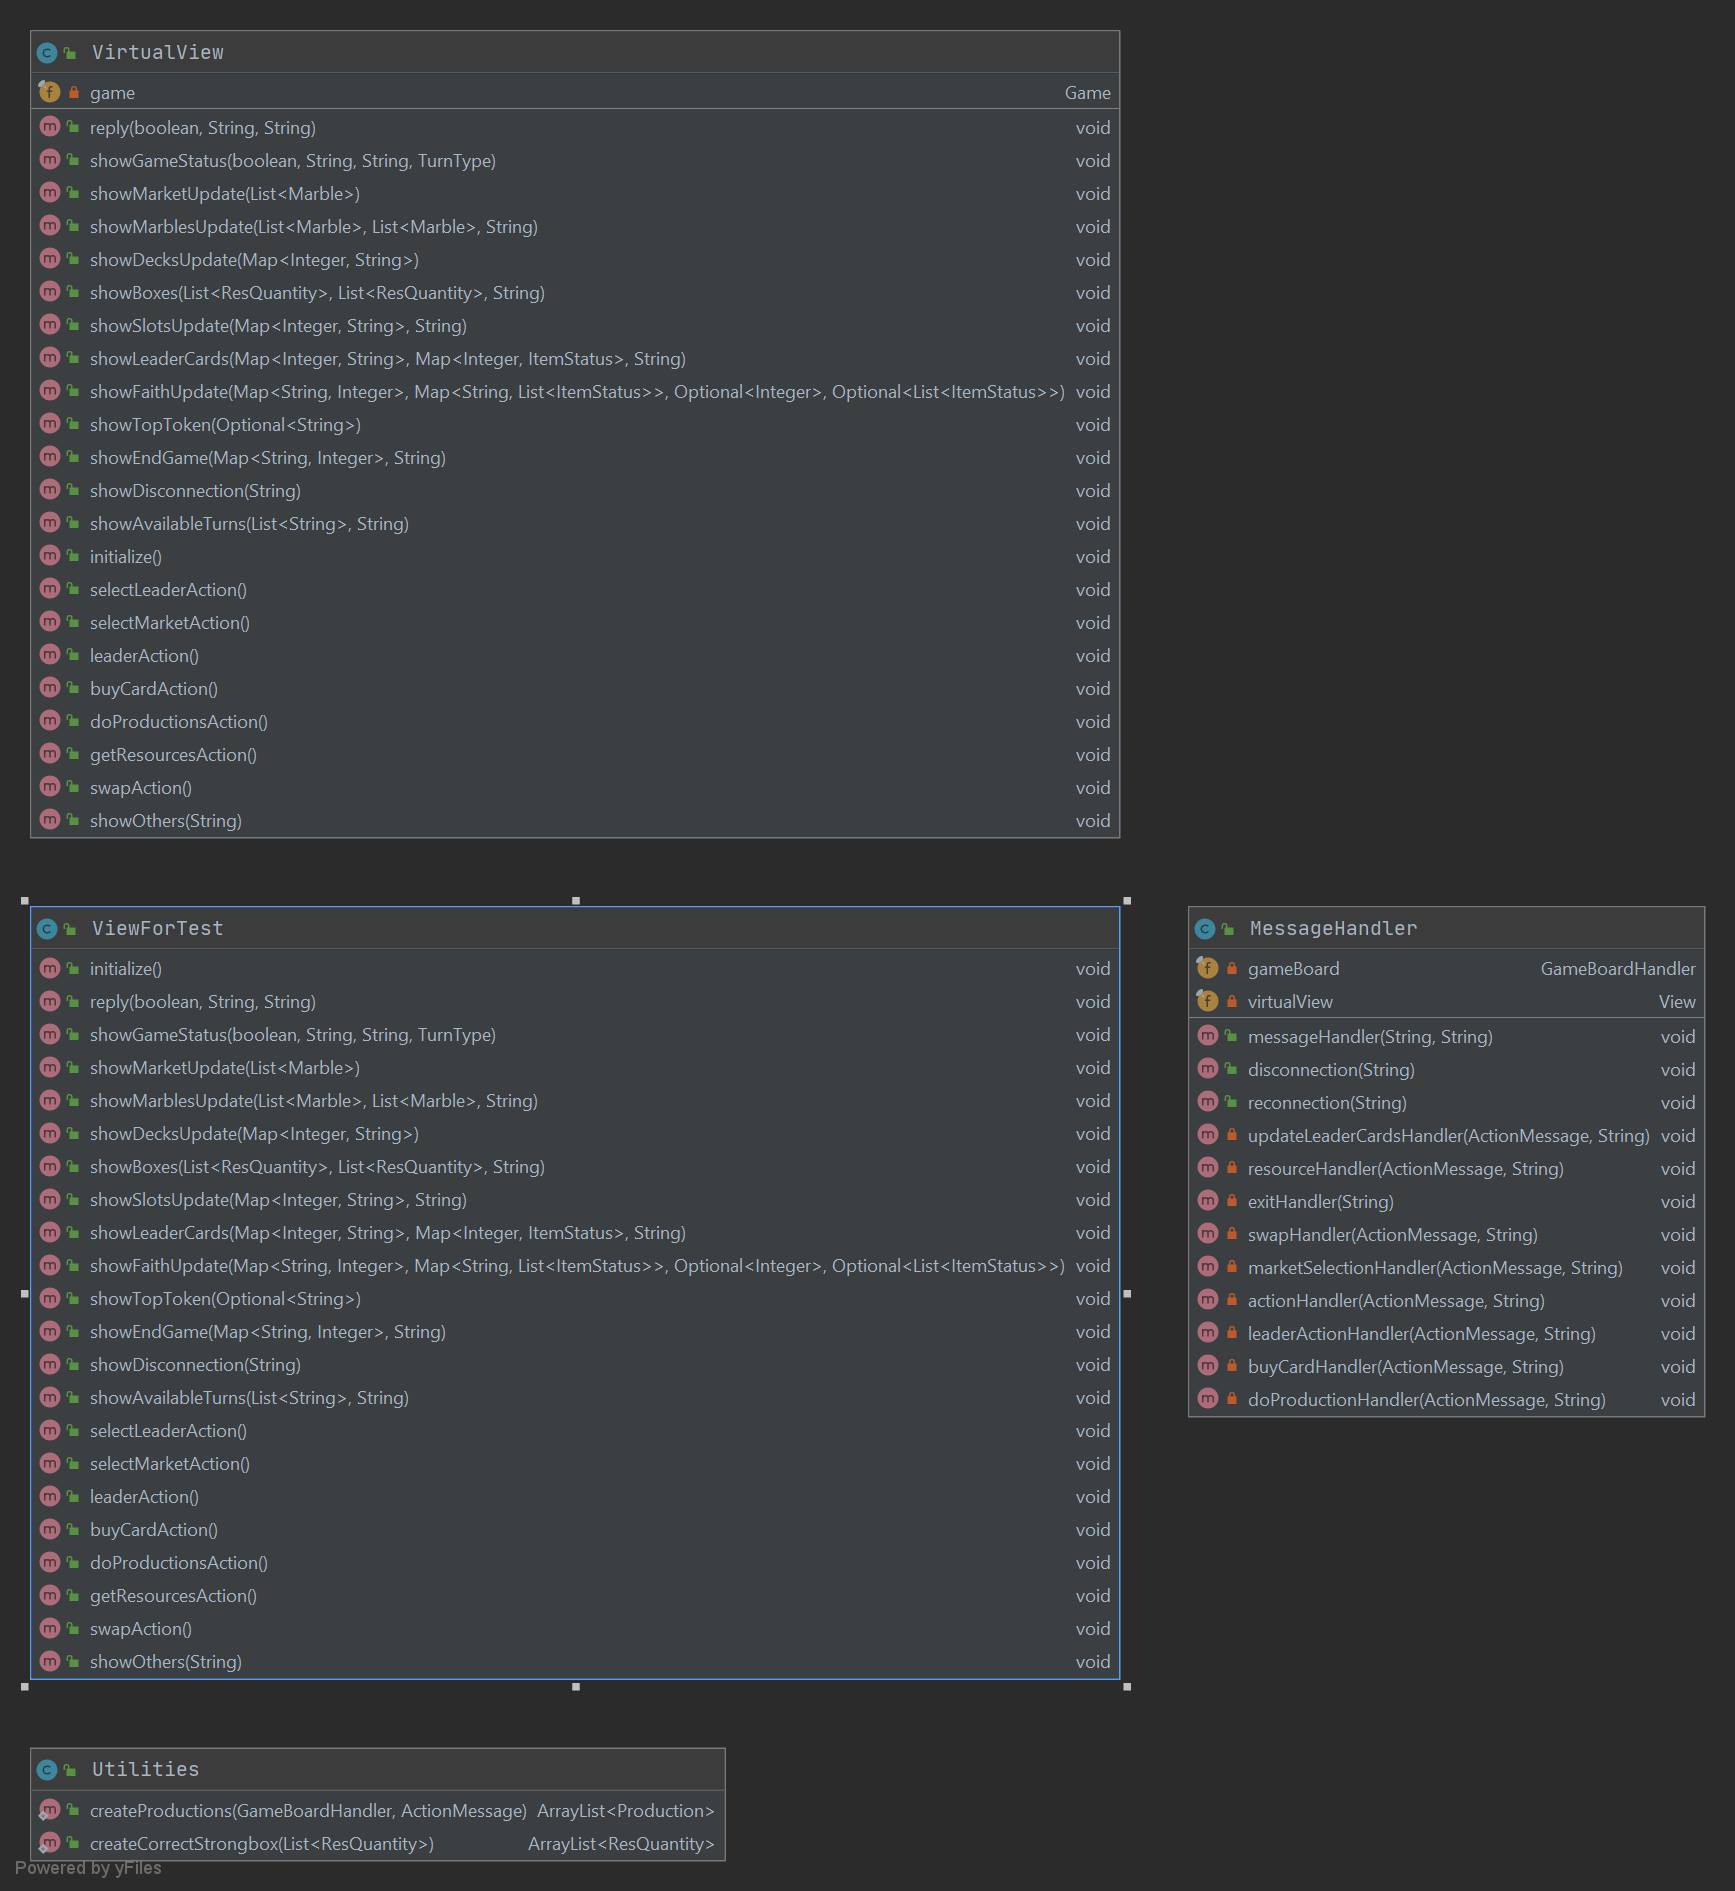 VirtualView
game Game
reply(boolean, String, String) void
showGameStatus(boolean, String, String, TurnType) void
showMarketUpdate(List<Marble>) void
showMarblesUpdate(List<Marble>, List<Marble>, String) void
showDecksUpdate(Map<Integer, String>) void
showBoxes(List<ResQuantity>, List<ResQuantity>, String) void
showSlotsUpdate(Map<Integer, String>, String) void
showLeaderCards(Map<Integer, String>, Map<Integer, ItemStatus>, String) void
showFaithUpdate(Map<String, Integer>, Map<String, List<ItemStatus>>, Optional<Integer>, Optional<List<ItemStatus>>) void
showTopToken(Optional<String>) void
showEndGame(Map<String, Integer>, String) void
showDisconnection(String) void
showAvailableTurns(List<String>, String) void
initialize() void
selectLeaderAction() void
selectMarketAction() void
leaderAction() void
buyCardAction() void
doProductionsAction() void
getResourcesAction() void
swapAction() void
showOthers(String) void
ViewForTest
initialize() void
reply(boolean, String, String) void
showGameStatus(boolean, String, String, TurnType) void
showMarketUpdate(List<Marble>) void
showMarblesUpdate(List<Marble>, List<Marble>, String) void
showDecksUpdate(Map<Integer, String>) void
showBoxes(List<ResQuantity>, List<ResQuantity>, String) void
showSlotsUpdate(Map<Integer, String>, String) void
showLeaderCards(Map<Integer, String>, Map<Integer, ItemStatus>, String) void
showFaithUpdate(Map<String, Integer>, Map<String, List<ItemStatus>>, Optional<Integer>, Optional<List<ItemStatus>>) void
showTopToken(Optional<String>) void
showEndGame(Map<String, Integer>, String) void
showDisconnection(String) void
showAvailableTurns(List<String>, String) void
selectLeaderAction() void
selectMarketAction() void
leaderAction() void
buyCardAction() void
doProductionsAction() void
getResourcesAction() void
swapAction() void
showOthers(String) void
MessageHandler
gameBoard GameBoardHandler
virtualView View
messageHandler(String, String) void
disconnection(String) void
reconnection(String) void
updateLeaderCardsHandler(ActionMessage, String) void
resourceHandler(ActionMessage, String) void
exitHandler(String) void
swapHandler(ActionMessage, String) void
marketSelectionHandler(ActionMessage, String) void
actionHandler(ActionMessage, String) void
leaderActionHandler(ActionMessage, String) void
buyCardHandler(ActionMessage, String) void
doProductionHandler(ActionMessage, String) void
Utilities
createProductions(GameBoardHandler, ActionMessage) ArrayList<Production>
createCorrectStrongbox(List<ResQuantity>) ArrayList<ResQuantity>
Powered by yFiles